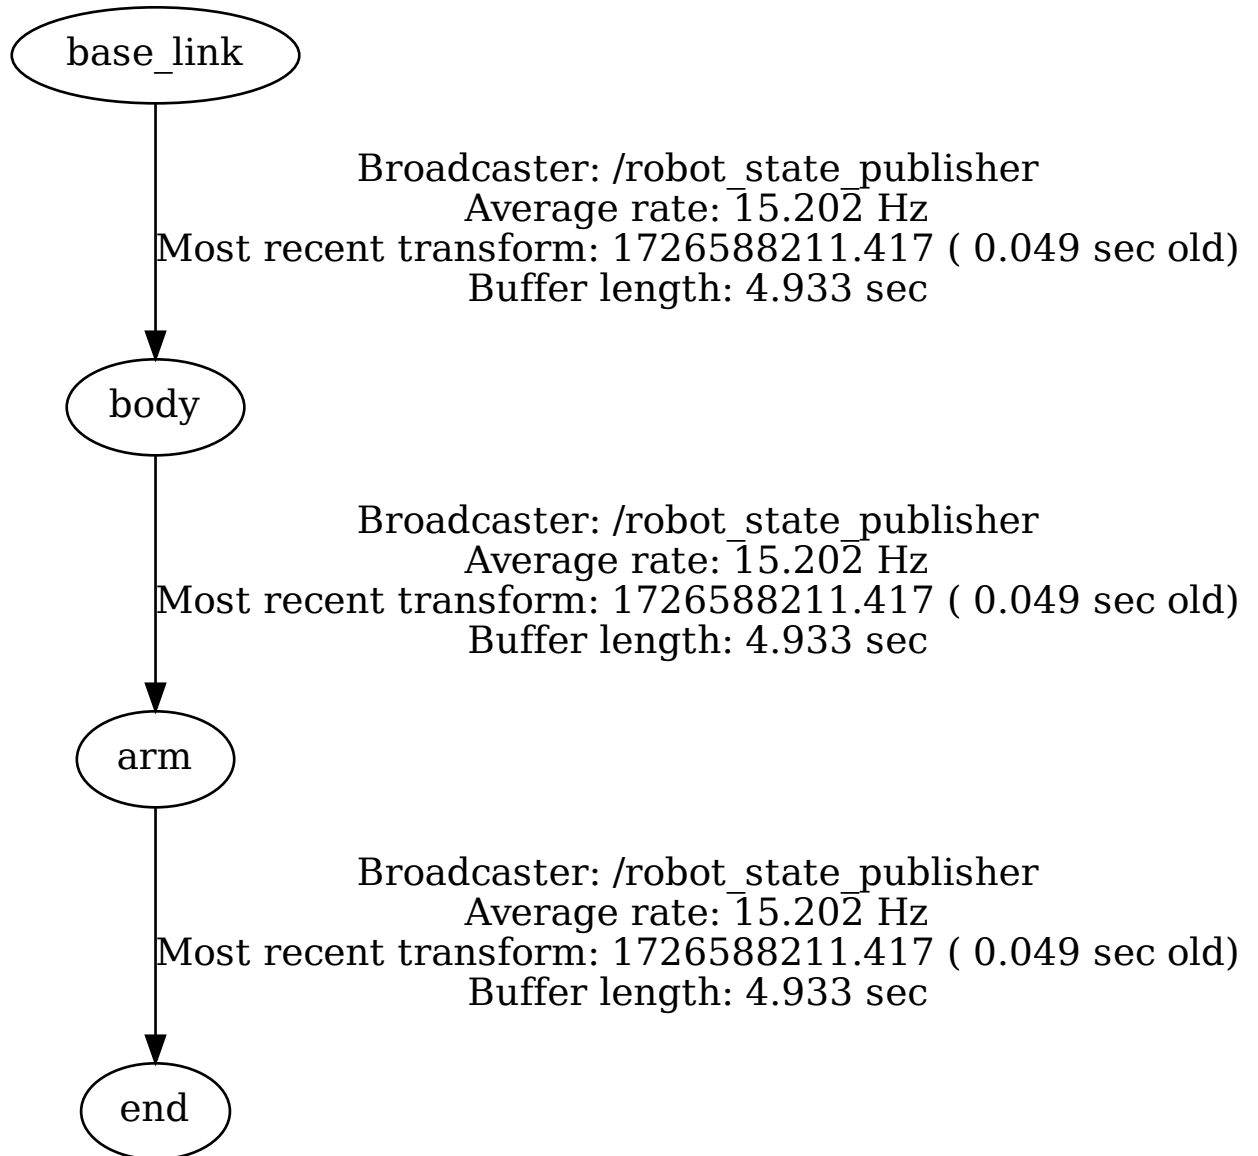 base_link
Broadcaster: /robot_state_publisher
Average rate: 15.202 Hz
Most recent transform: 1726588211.417 ( 0.049 sec old)
Buffer length: 4.933 sec
body
Broadcaster: /robot_state_publisher
Average rate: 15.202 Hz
Most recent transform: 1726588211.417 ( 0.049 sec old)
Buffer length: 4.933 sec
arm
Broadcaster: /robot_state_publisher
Average rate: 15.202 Hz
Most recent transform: 1726588211.417 ( 0.049 sec old)
Buffer length: 4.933 sec
end